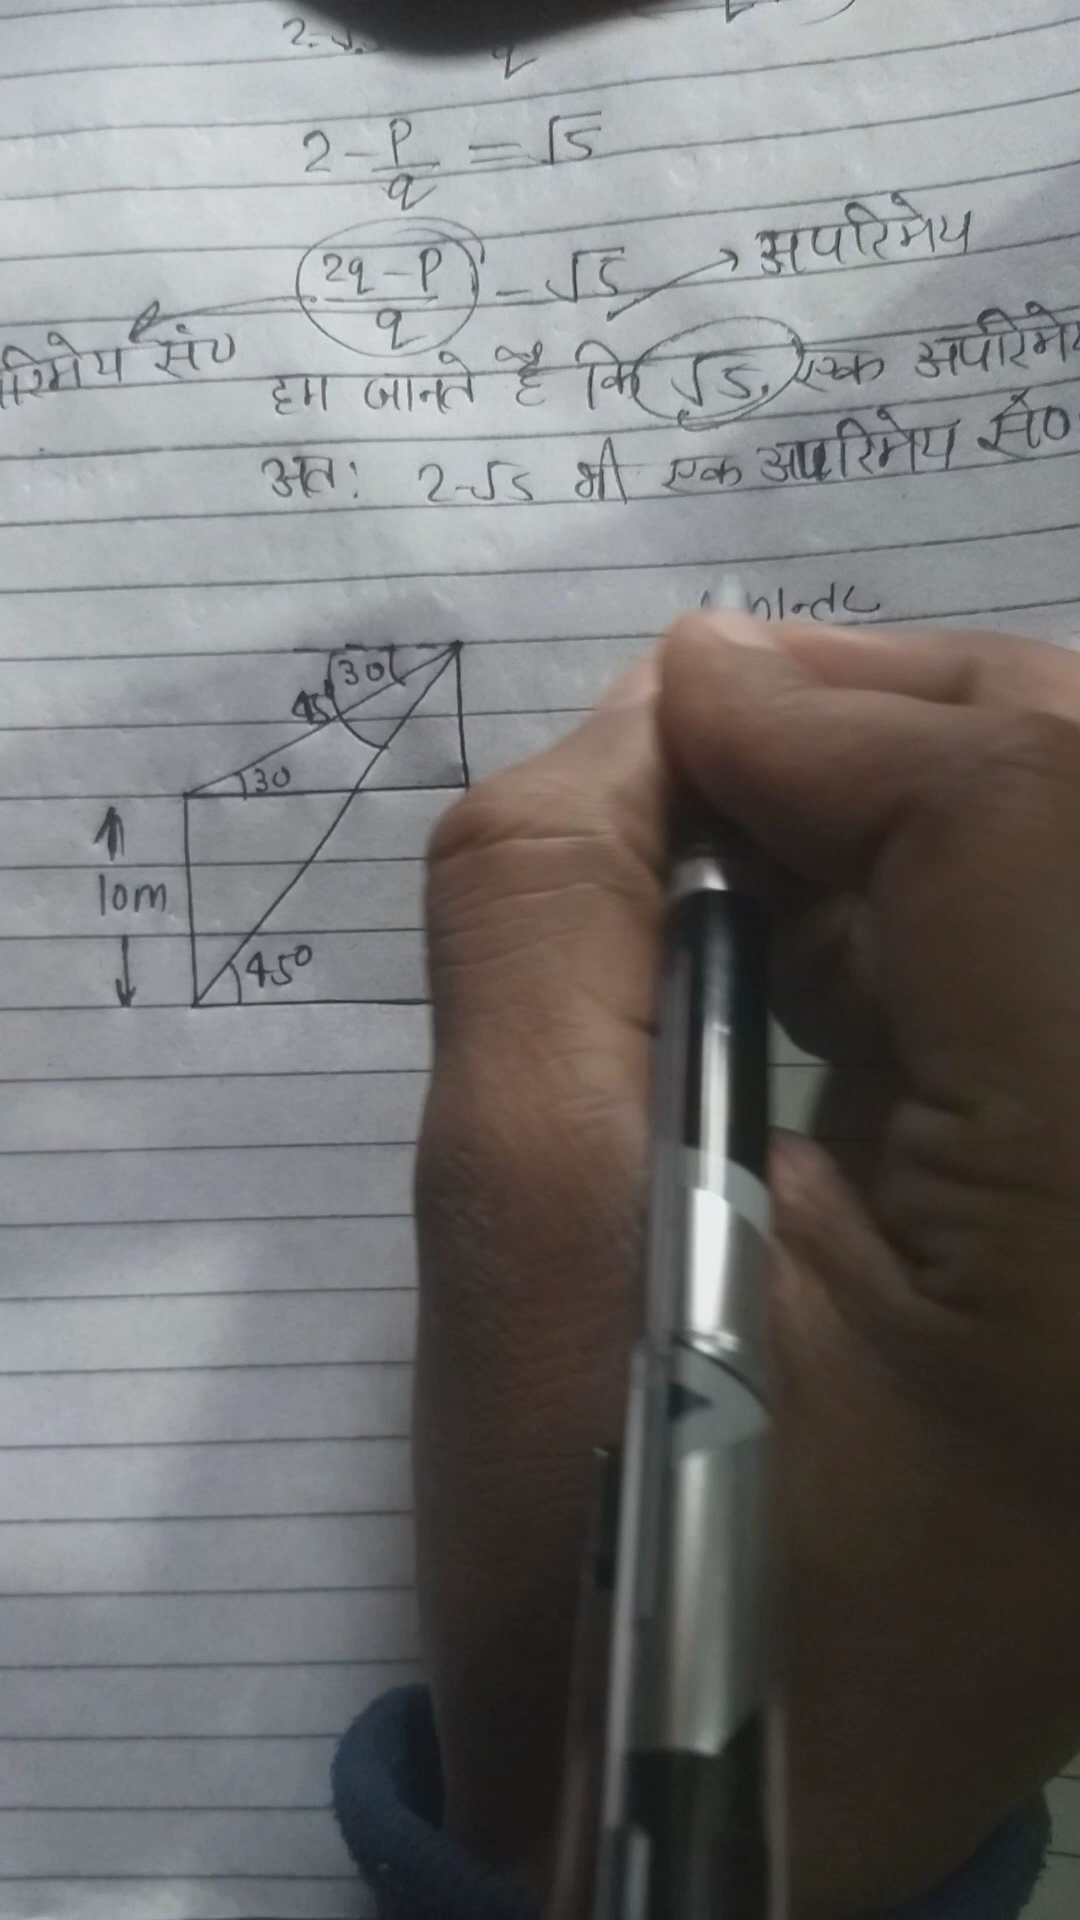 2-P/q = √5
2q-P/q = √5 → अपरिमेय
रिमेय सं०
हम जानते है कि √5, एक अपरिमेय
अतः 2-√5 भी एक अपरिमेय सं०
30
45
30
10m
45°